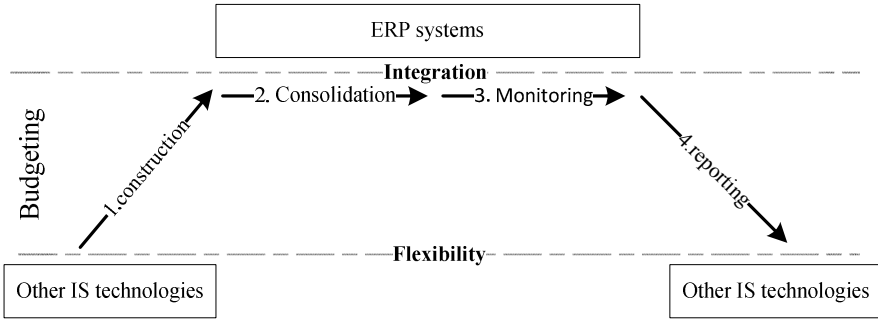 ERP systems
Integration
2. Consolidation
3. Monitoring
Budgeting
1.construction
4.reporting
Flexibility
Other IS technologies
Other IS technologies